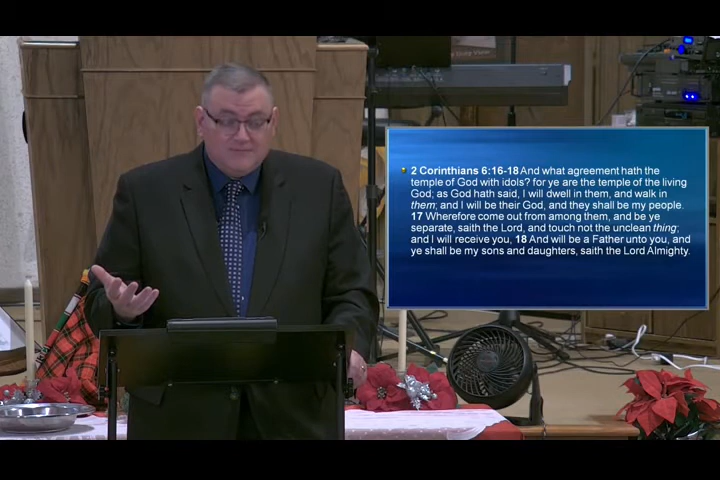 2 Corinthians 6:16-18 And what agreement hath the
temple of God with idols? for ye are the temple of the living
God; as God hath said, I will dwell in them, and walk in
them; and I will be their God, and they shall be my people.
17 Wherefore come out from among them, and be ye
separate, saith the Lord, and touch not the unclean thing;
and I will receive you, 18 And will be a Father unto you, and
ye shall be my sons and daughters, saith the Lord Almighty.